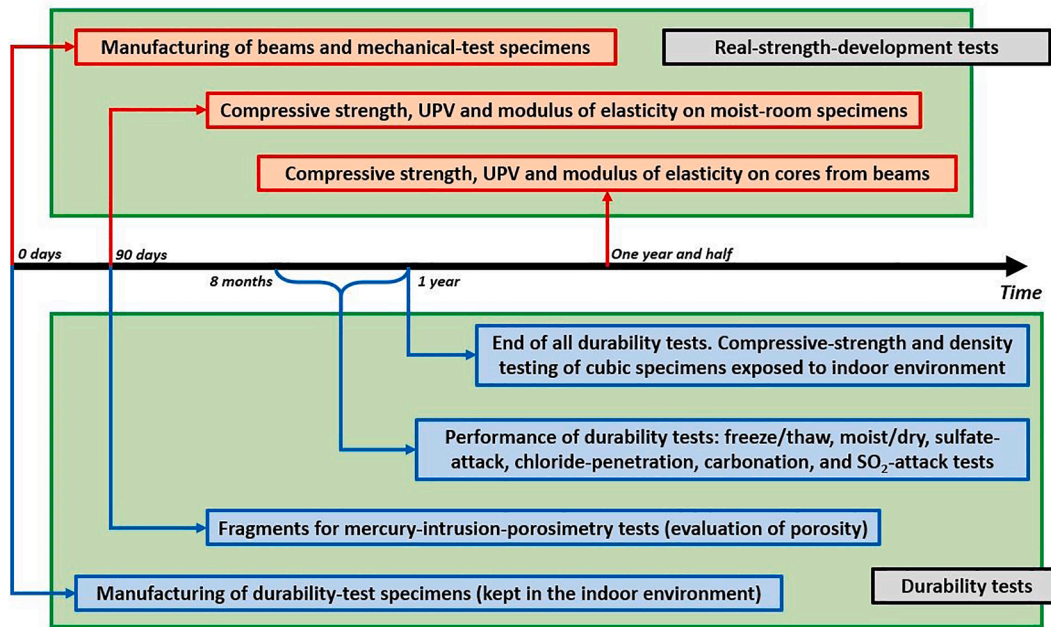 Manufacturing of beams and mechanical-test specimens
Real-strength-development tests
Compressive strength, UPV and modulus of elasticity on moist-room specimens
Compressive strength, UPV and modulus of elasticity on cores from beams
0 days
90 days
One year and half
8 months
1 year
Time
End of all durability tests. Compressive-strength and density
testing of cubic specimens exposed to indoor environment
Performance of durability tests: freeze/thaw, moist/dry, sulfate-
attack, chloride-penetration, carbonation, and SO₂-attack tests
Fragments for mercury-intrusion-porosimetry tests (evaluation of porosity)
Manufacturing of durability-test specimens (kept in the indoor environment)
Durability tests